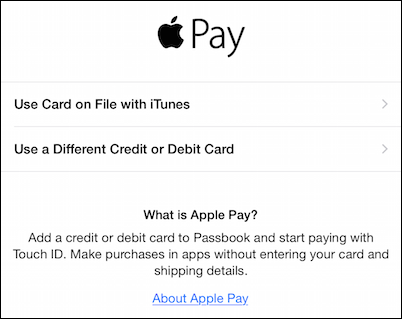 Pay
Use Card on File with iTunes
Use a Different Credit or Debit Card
What is Apple Pay?
Add a credit or debit card to Passbook and start paying with
Touch ID. Make purchases in apps without entering your card and
shipping details.
About Apple Pay